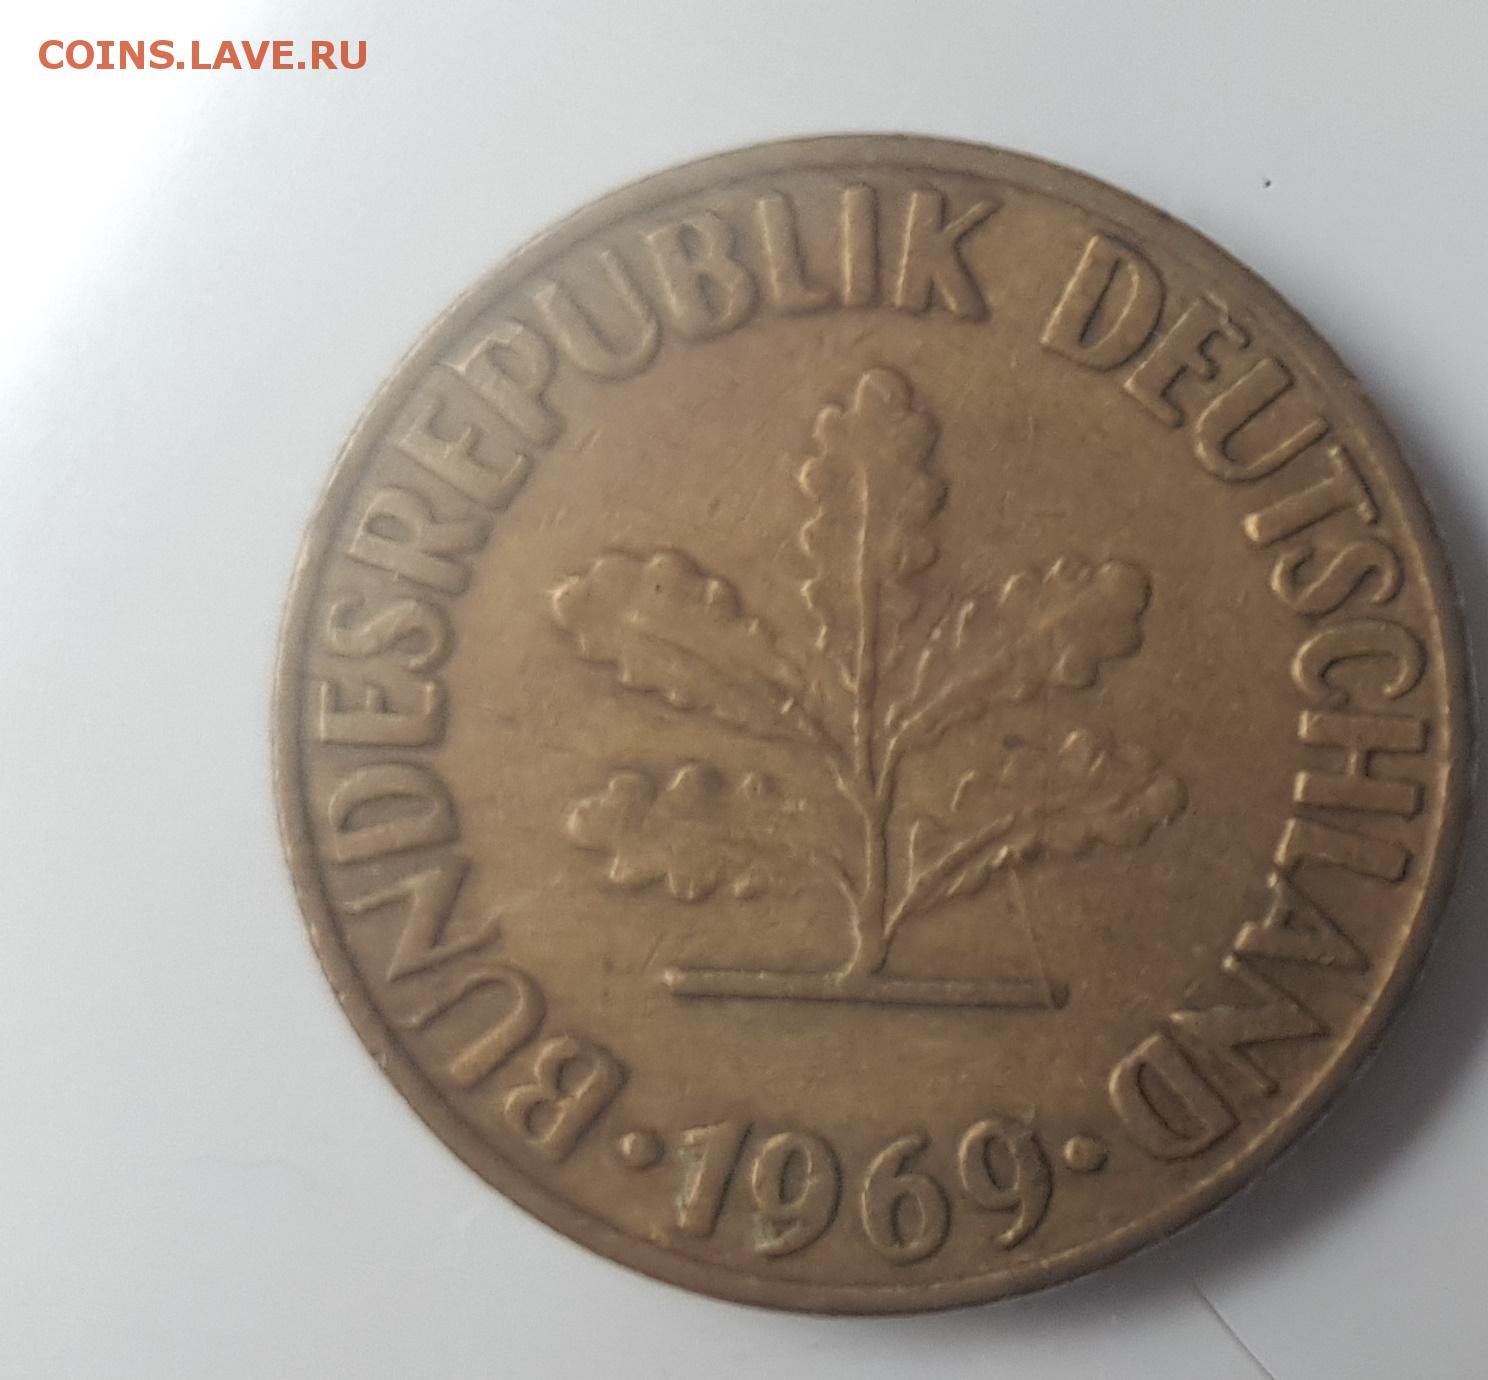 COINS.LAVE.RU
BUNDESREPUBLIK DEUTSCHLAND
· 1969 ·